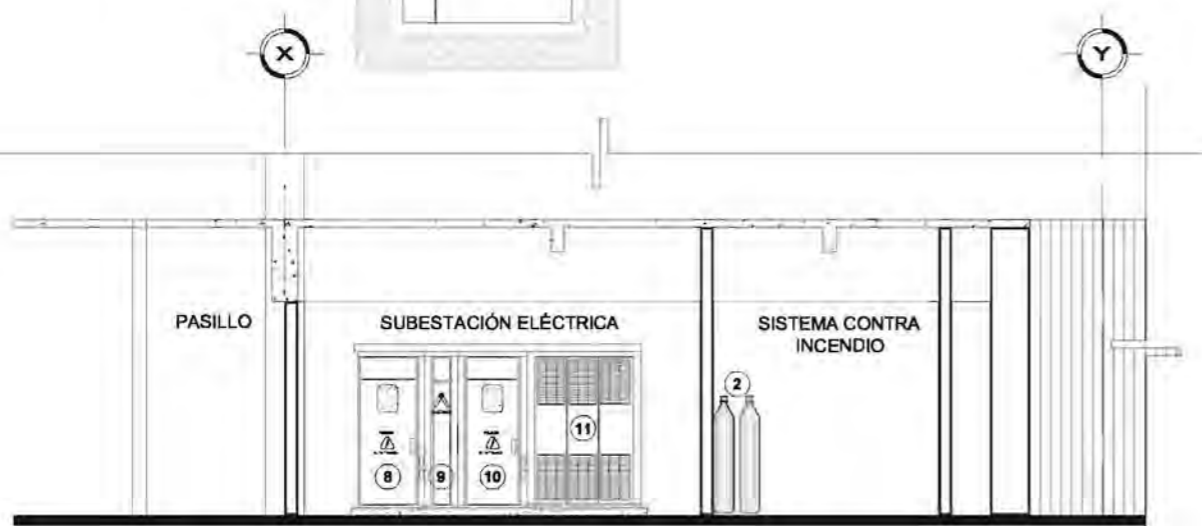 X
Y
PASILLO
SUBESTACIÓN ELÉCTRICA
SISTEMA CONTRA
INCENDIO
2
11
8
9
10